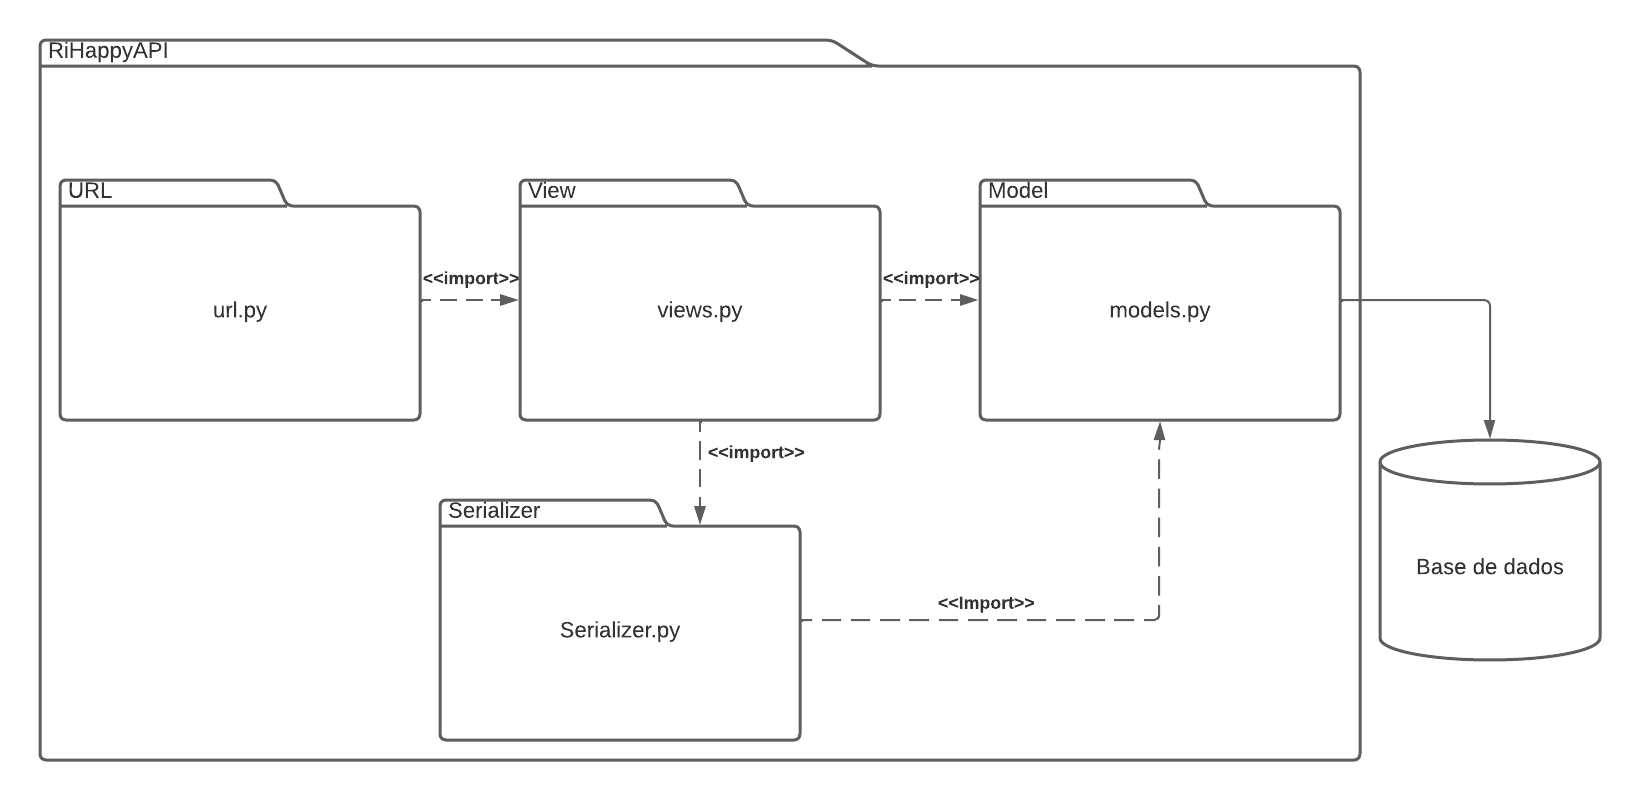 RiHappyAPI
URL
View
Model
<<import>>
<<import>>
url.py
views.py
models.py
<<import>>
Serializer
Base de dados
<<Import>>
Serializer.py